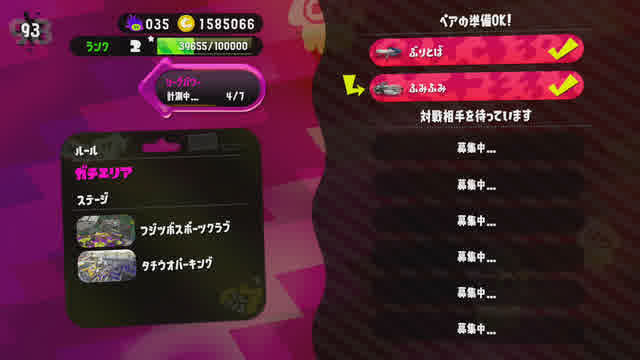 93
035
1585066
ランク 2 39655/100000
リーグパワー
計測中... 4/7
ルール
ガチエリア
ステージ
フジツボスポーツクラブ
タチウオパーキング
ペアの準備OK!
ぷりとば
ふみふみ
対戦相手を待っています
募集中...
募集中...
募集中...
募集中...
募集中...
募集中...